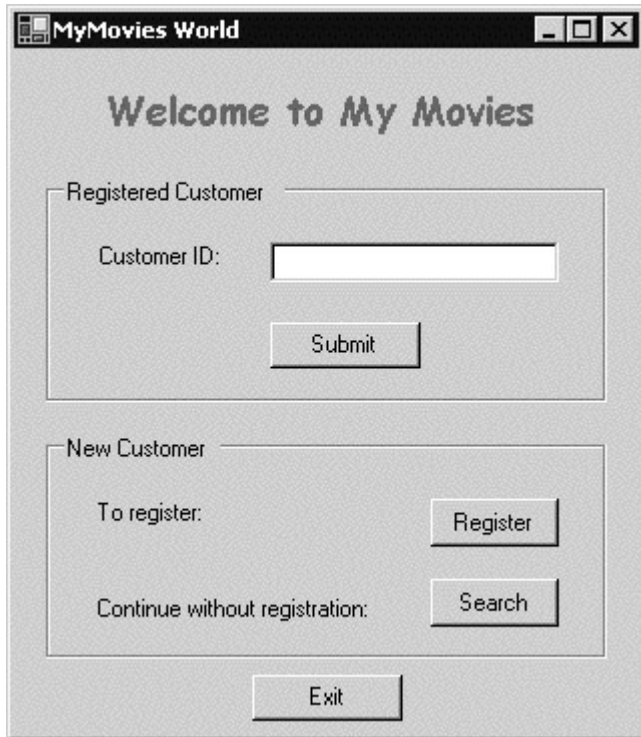 MyMovies World
Welcome to My Movies
Registered Customer
Customer ID:
Submit
New Customer
To register:
Register
Continue without registration:
Search
Exit